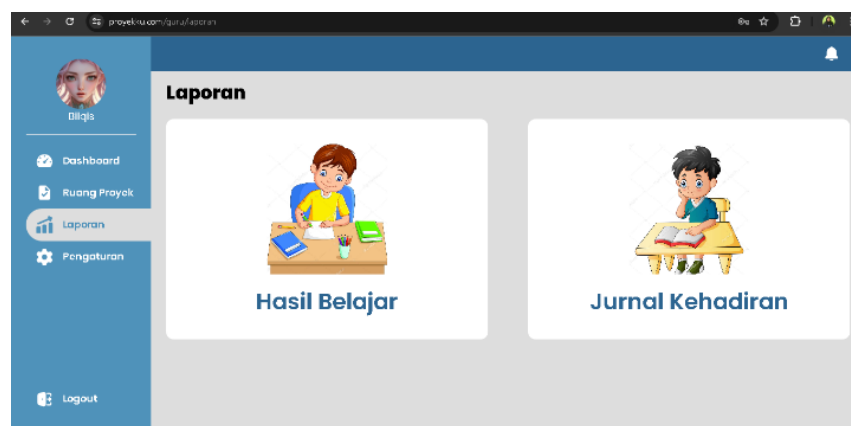 proyekku.com/guru/laporan
Bilqis
Dashboard
Ruang Proyek
Laporan
Pengaturan
Logout
Laporan
Hasil Belajar
Jurnal Kehadiran